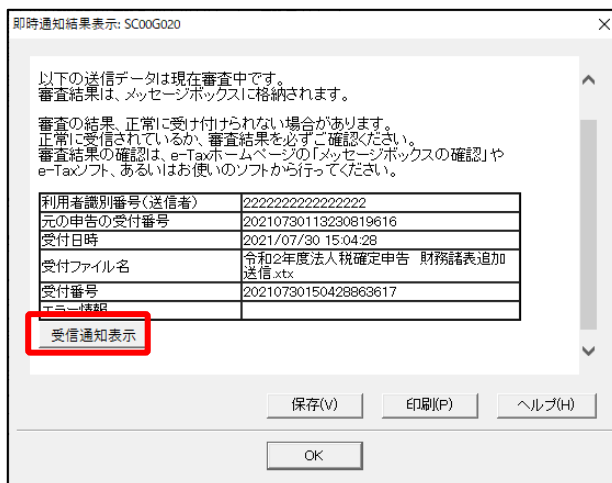 即時通知結果表示: SC00G020
以下の送信データは現在審査中です。
審査結果は、メッセージボックスに格納されます。
審査の結果、正常に受け付けられない場合があります。
正常に受信されているか、審査結果を必ずご確認ください。
審査結果の確認は、e-Taxホームページの「メッセージボックスの確認」や
e-Taxソフト、あるいはお使いのソフトから行ってください。
利用者識別番号(送信者) 2222222222222222
元の申告の受付番号 20210730113230819616
受付日時 2021/07/30 15:04:28
受付ファイル名 令和2年度法人税確定申告 財務諸表追加
送信.xtx
受付番号 20210730150428863617
エラー情報
受信通知表示
保存(V) 印刷(P) ヘルプ(H)
OK